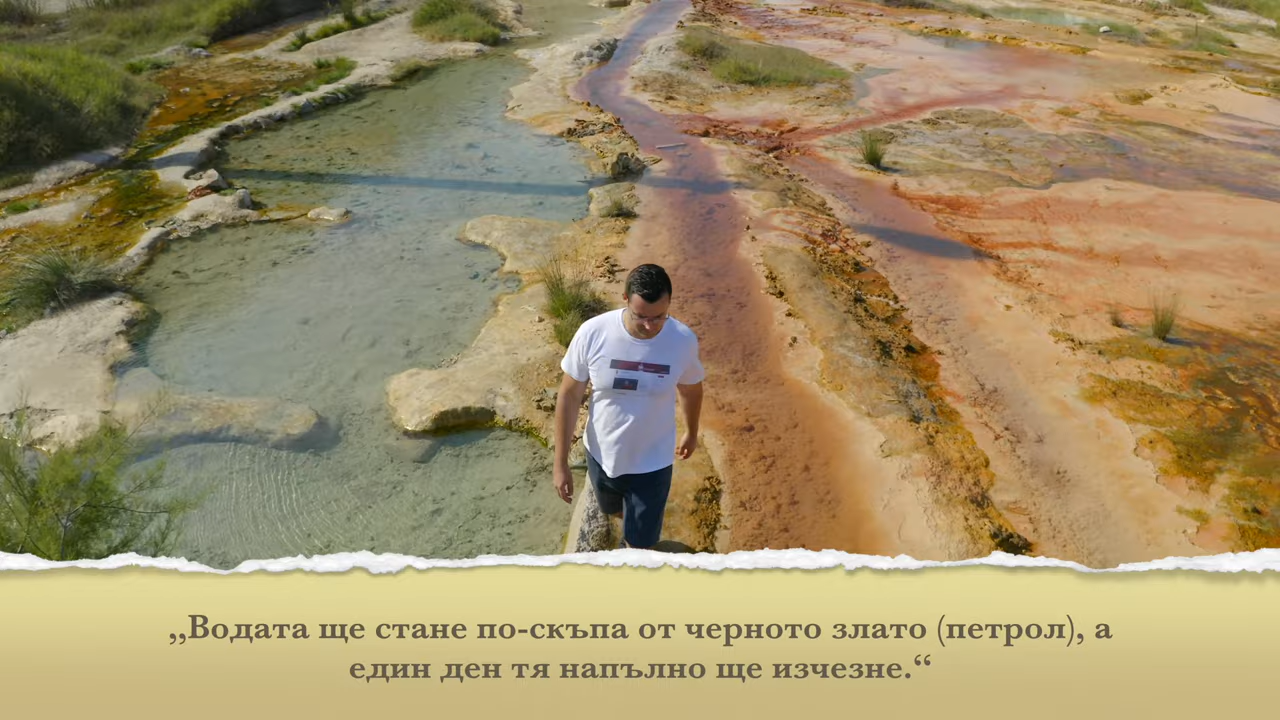 „Водата ще стане по-скъпа от черното злато (петрол), а
един ден тя напълно ще изчезне.“